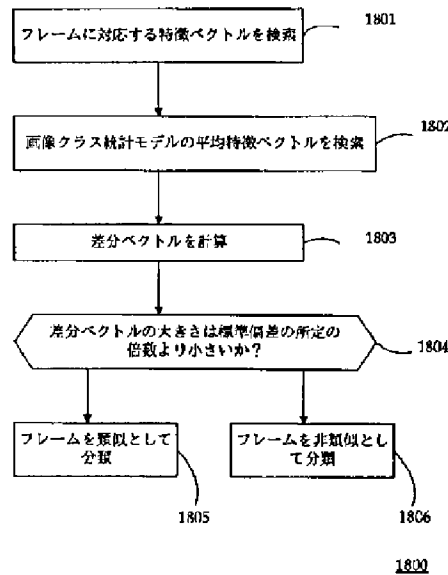 フレームに対応する特徴ベクトルを検索
1801
画像クラス統計モデルの平均特徴ベクトルを検索
1802
差分ベクトルを計算
1803
差分ベクトルの大きさは標準偏差の所定の
倍数より小さいか？
1804
フレームを類似として
分類
フレームを非類似とし
て分類
1805
1806
1800